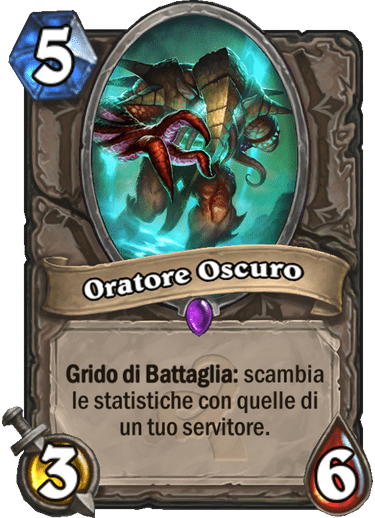 5
Oratore Oscuro
Grido di Battaglia: scambia
le statistiche con quelle di
un tuo servitore.
3
6